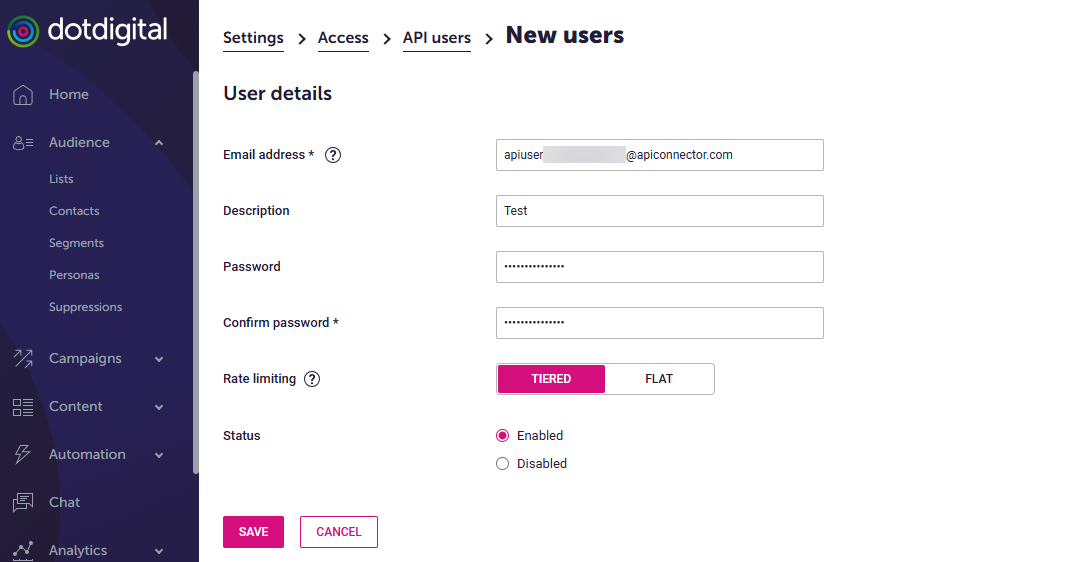 dotdigital
Home
Audience
Lists
Contacts
Segments
Personas
Suppressions
Campaigns
Content
Automation
Chat
Analytics
Settings > Access > API users > New users
User details
Email address * ?
apiuser @apiconnector.com
Description
Test
Password
•••••••••••••••
Confirm password *
•••••••••••••••
Rate limiting ?
TIERED FLAT
Status
Enabled
Disabled
SAVE CANCEL